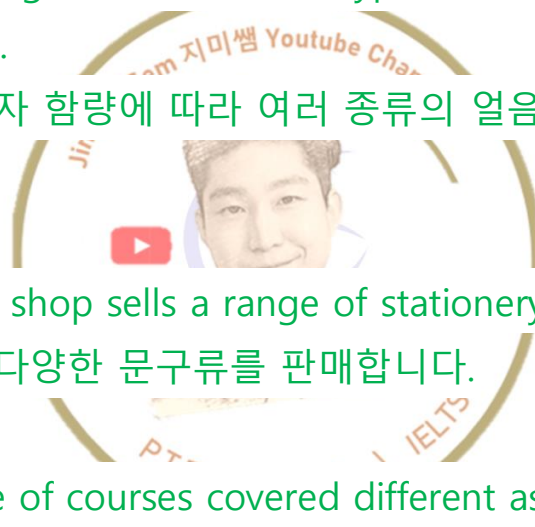 지미쌤 Youtube
자 함량에 따라 여러 종류의 얼음
shop sells a range of stationery
다양한 문구류를 판매합니다.
IELTS
of courses covered different as